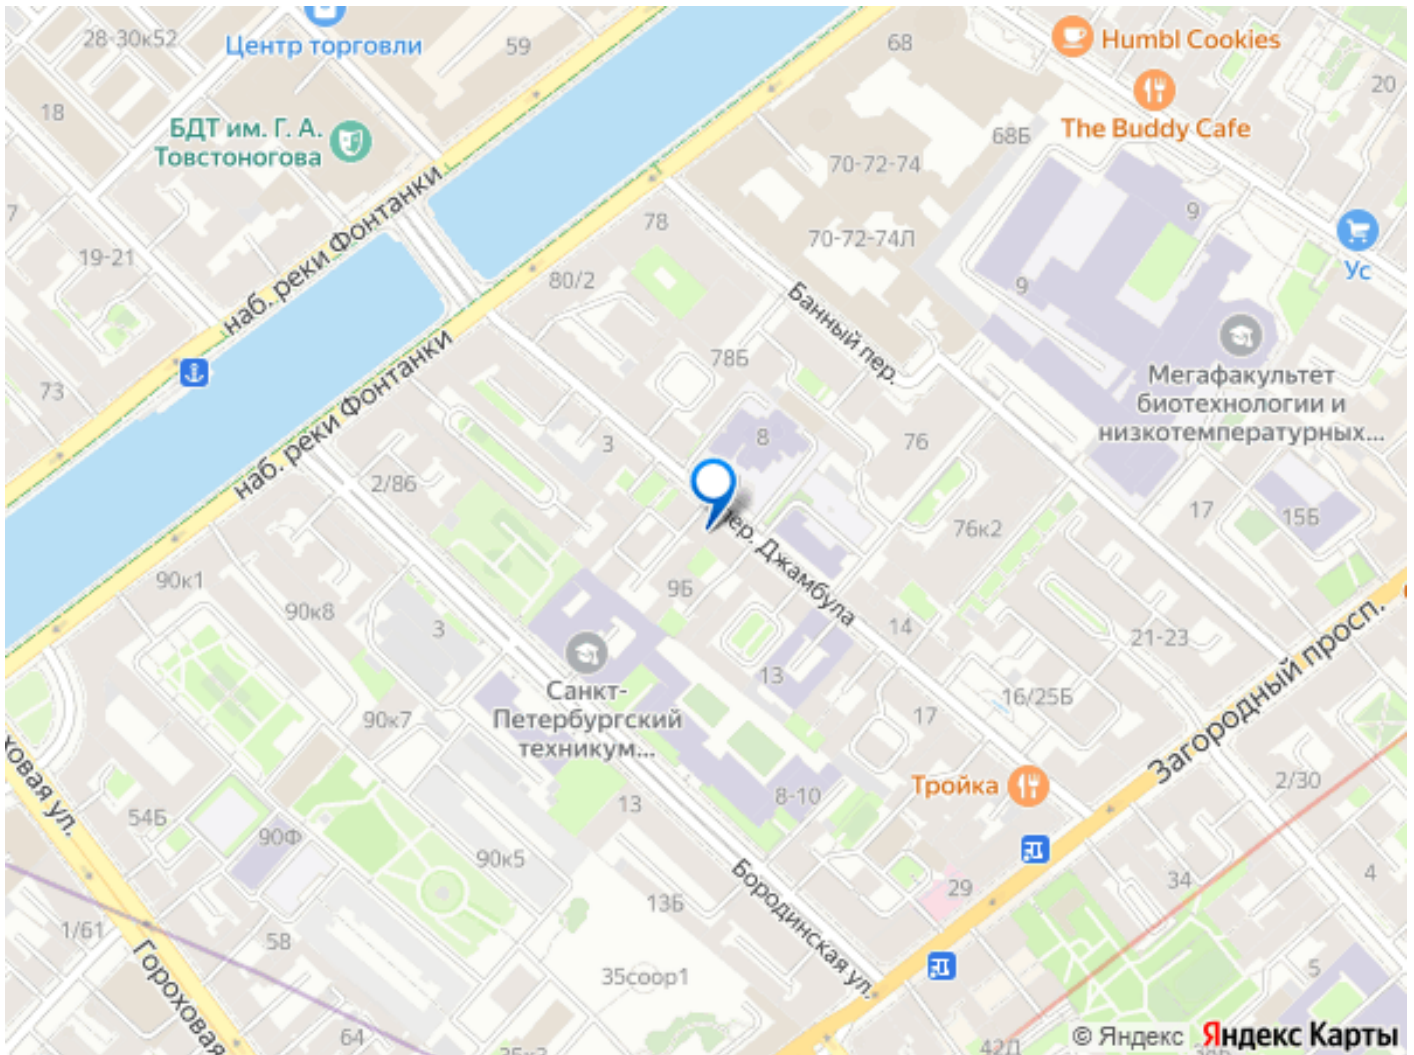 28-30к52
Центр торговли
59
68
Humbl Cookies
20
18
БДТ им. Г. А.
Товстоногова
The Buddy Cafe
68Б
70-72-74
7
наб. реки Фонтанки
78
9
70-72-74Л
Ус
19-21
80/2
9
Банный пер.
73
наб. реки Фонтанки
78Б
Мегафакультет
биотехнологии и
низкотемпературных...
3
8
76
2/86
17
15Б
76к2
пер. Джамбула
90к1
9Б
90к8
3
14
21-23
Загородный просп.
Санкт-
Петербургский
техникум...
13
16/25Б
90к7
17
Тройка
2/30
ховая ул.
54Б
13
8-10
90Ф
90к5
Бородинская ул.
29
34
4
13Б
1/61
58
Гороховая
35соор1
5
64
35к3
42Д
© Яндекс
Яндекс Карты